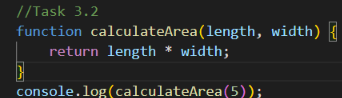 //Task 3.2
function calculateArea(length, width) {
    return length * width;
}
console.log(calculateArea(5));